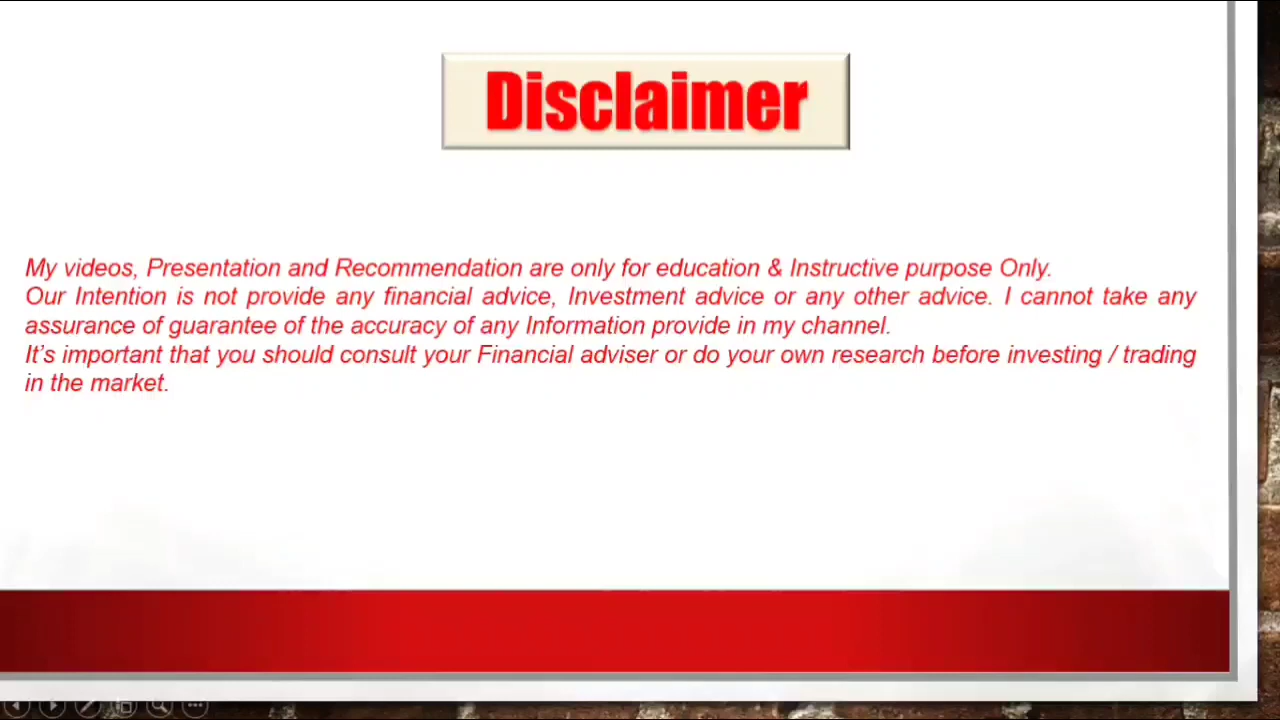 Disclaimer
My videos, Presentation and Recommendation are only for education & Instructive purpose Only.
Our Intention is not provide any financial advice, Investment advice or any other advice. I cannot take any
assurance of guarantee of the accuracy of any Information provide in my channel.
It's important that you should consult your Financial adviser or do your own research before investing / trading
in the market.